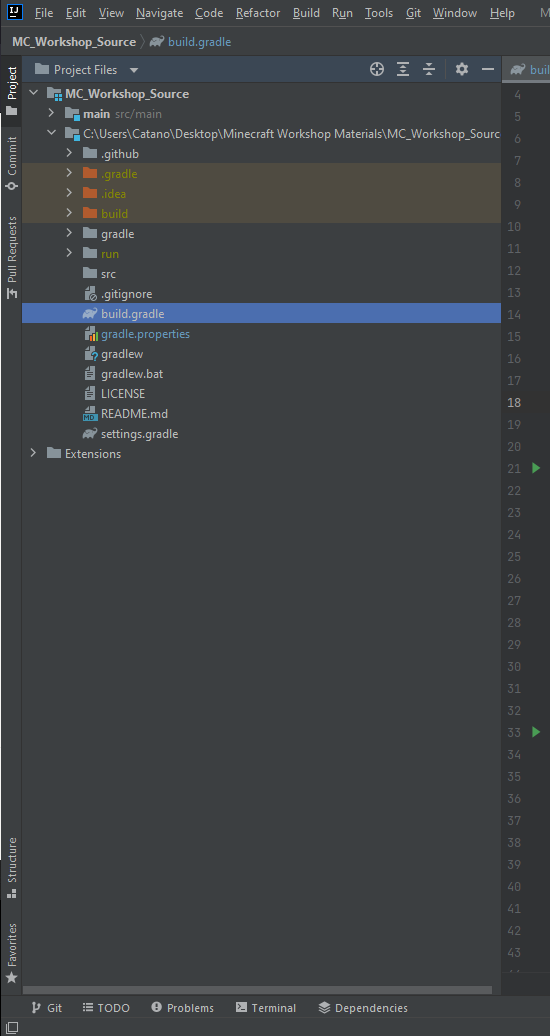 IJ File Edit View Navigate Code Refactor Build Run Tools Git Window Help
MC_Workshop_Source build.gradle
Project
Commit
Pull Requests
Structure
Favorites
Project Files
MC_Workshop_Source
main src/main
C:\Users\Catano\Desktop\Minecraft Workshop Materials\MC_Workshop_Sourc
.github
.gradle
.idea
build
gradle
run
src
.gitignore
build.gradle
gradle.properties
gradlew
gradlew.bat
LICENSE
MD README.md
settings.gradle
Extensions
buil
4
5
6
7
8
9
10
11
12
13
14
15
16
17
18
19
20
21
22
23
24
25
26
27
28
29
30
31
32
33
34
35
36
37
38
39
40
41
42
43
Git TODO Problems Terminal Dependencies